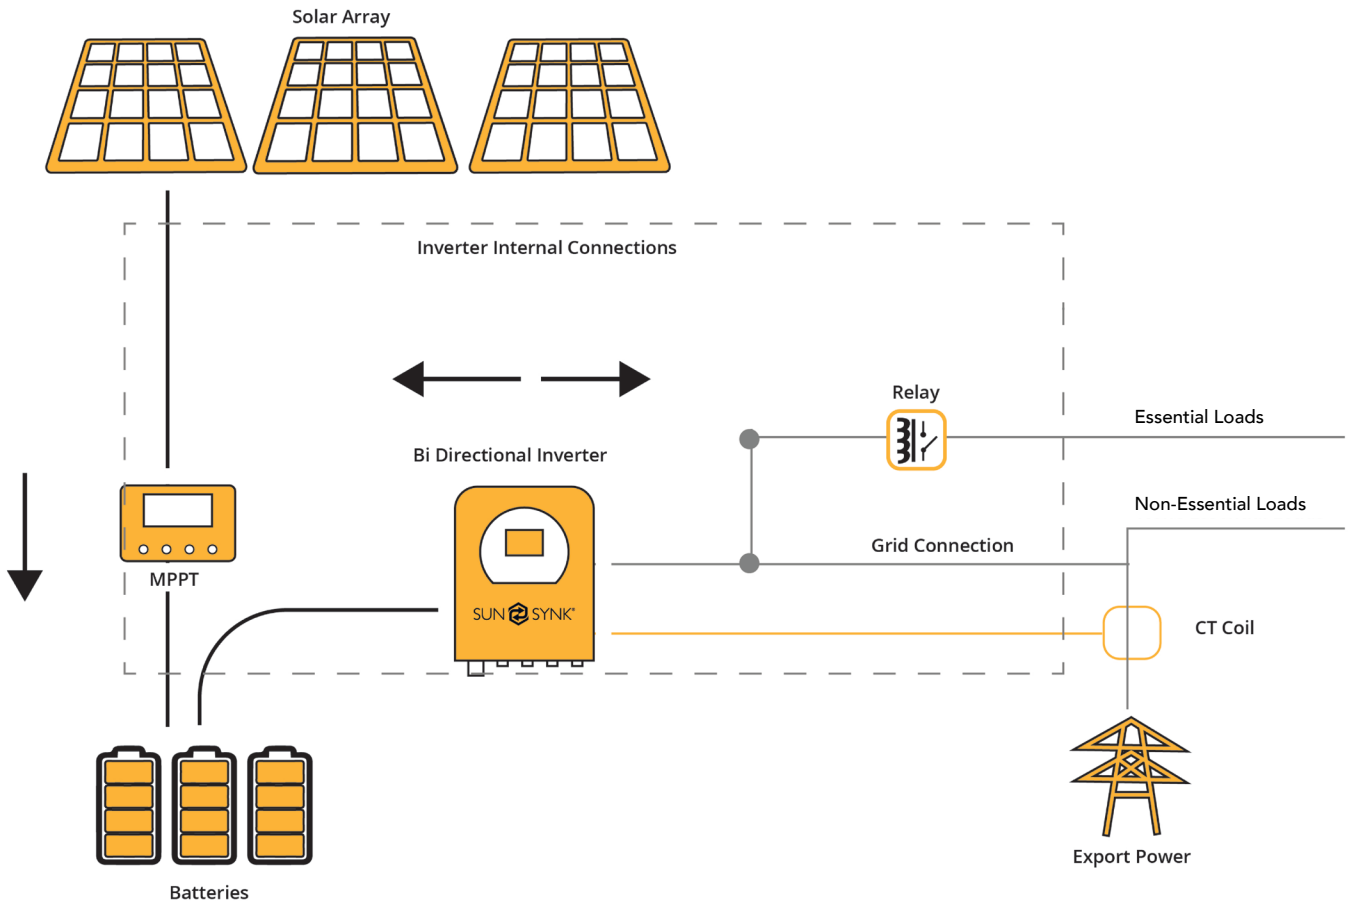 Solar Array
Inverter Internal Connections
Relay
Essential Loads
Bi Directional Inverter
Non-Essential Loads
Grid Connection
MPPT
SUN SYNK®
CT Coil
Export Power
Batteries